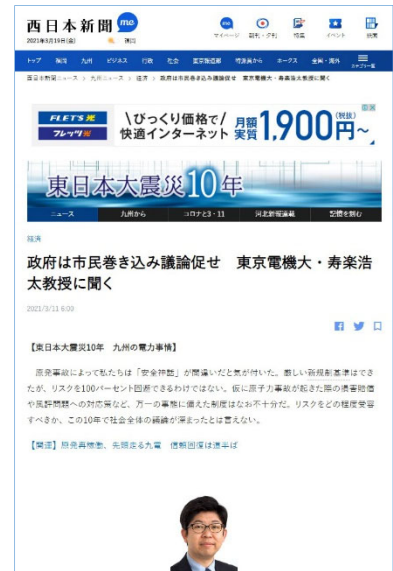 西日本新聞 me
2021年3月19日(金) 福岡
マイページ 朝刊・夕刊 特集 イベント 紙面
トップ 福岡 九州 ビジネス 行政 社会 東京報道部 特派員から ホークス 全国・海外
西日本新聞ニュース > 九州ニュース > 経済 > 政府は市民巻き込み議論促せ 東京電機大・寿楽浩太教授に聞く
FLET'S 光
フレッツ光
\びっくり価格で/
快適インターネット
月額実質1,900円~
(税抜)
東日本大震災10年
ニュース 九州から コロナと3・11 河北新報連載 記憶を刻む
経済
政府は市民巻き込み議論促せ 東京電機大・寿楽浩
太教授に聞く
2021/3/11 6:03
【東日本大震災10年 九州の電力事情】
原発事故によって私たちは「安全神話」が間違いだと気が付いた。厳しい新規制基準はでき
たが、リスクを100パーセント回避できるわけではない。仮に原子力事故が起きた際の損害賠償
や風評問題への対応策など、万一の事態に備えた制度はなお不十分だ。リスクをどの程度受容
すべきか、この10年で社会全体の議論が深まったとは言えない。
【関連】原発再稼働、先頭走る九電 信頼回復は道半ば